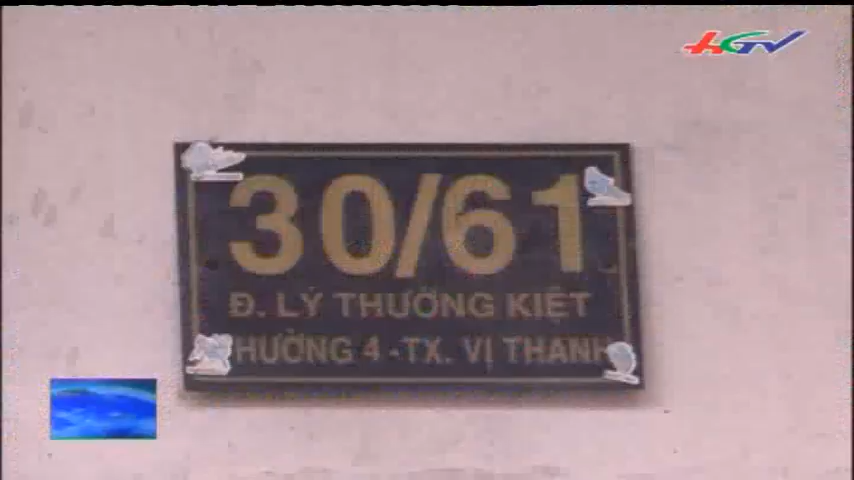 HGTV
30/61
Đ. LÝ THƯỜNG KIỆT
HƯỜNG 4 - TX. VỊ THANH